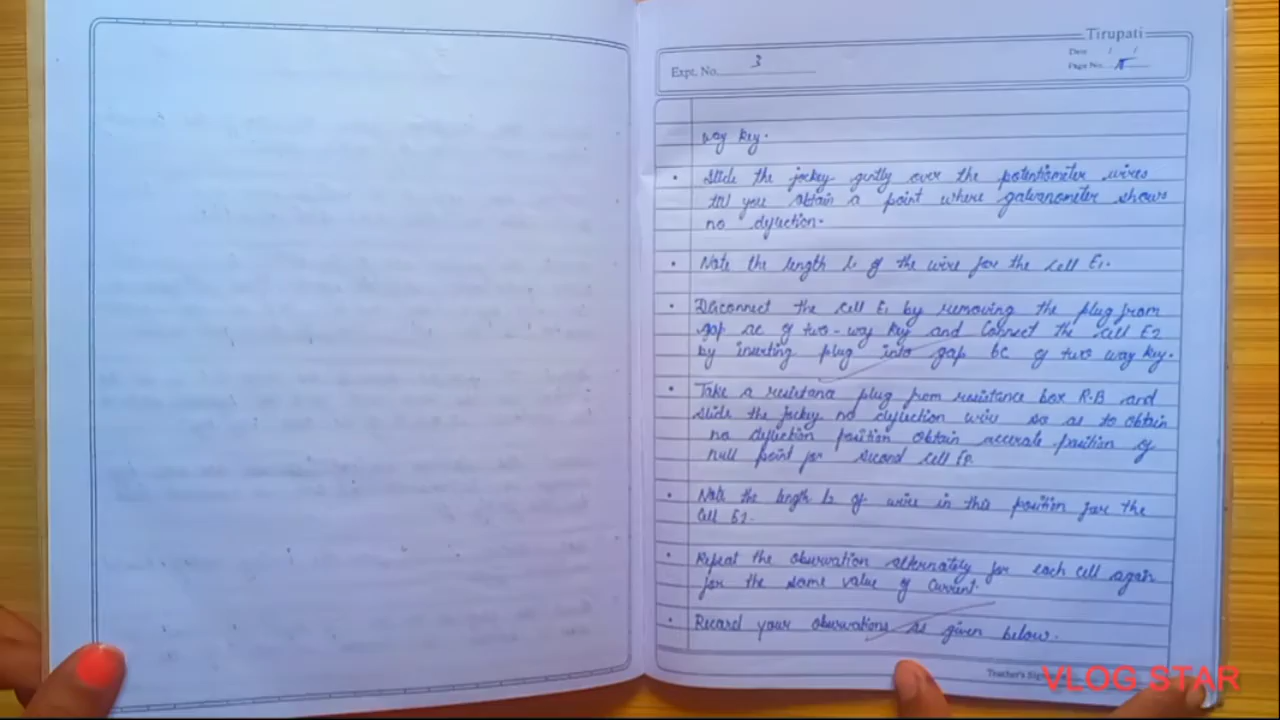 Tirupati
Date / /
Expt. No. 3
Page No.
way key.
• Slide the jockey gently over the potentiometer wires
till you obtain a point where galvanometer shows
no deflection.
• Note the length l1 of the wire for the cell E1.
• Disconnect the cell E1 by removing the plug from
gap ac of two-way key and connect the cell E2
by inserting plug into gap bc of two way key.
• Take a resistance plug from resistance box R.B and
slide the jockey no deflection wire so as to obtain
no deflection position obtain accurate position of
null point for second cell
• Note the length l2 of wire in this position for the
cell E2.
• Repeat the observation alternately for each cell again
for the same value of current.
• Record your observations as given below.
Teacher's
VLOG STAR